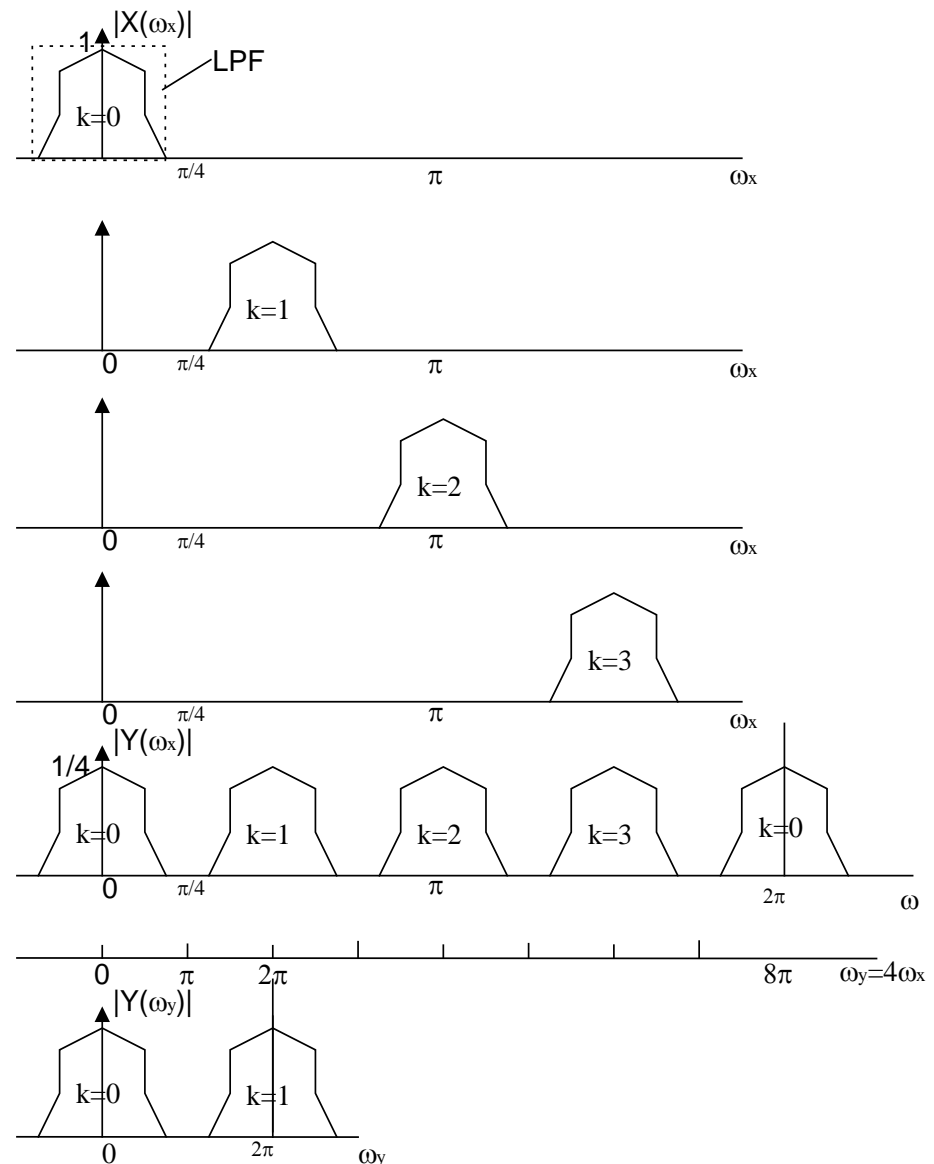 |X(ωx)|
1
LPF
k=0
π/4 π ωx
k=1
0 π/4 π ωx
k=2
0 π/4 π ωx
k=3
0 π/4 π ωx
|Y(ωx)|
1/4
k=0 k=1 k=2 k=3 k=0
0 π/4 π 2π ω
0 π 2π 8π ωy=4ωx
|Y(ωy)|
k=0 k=1
0 2π ωy